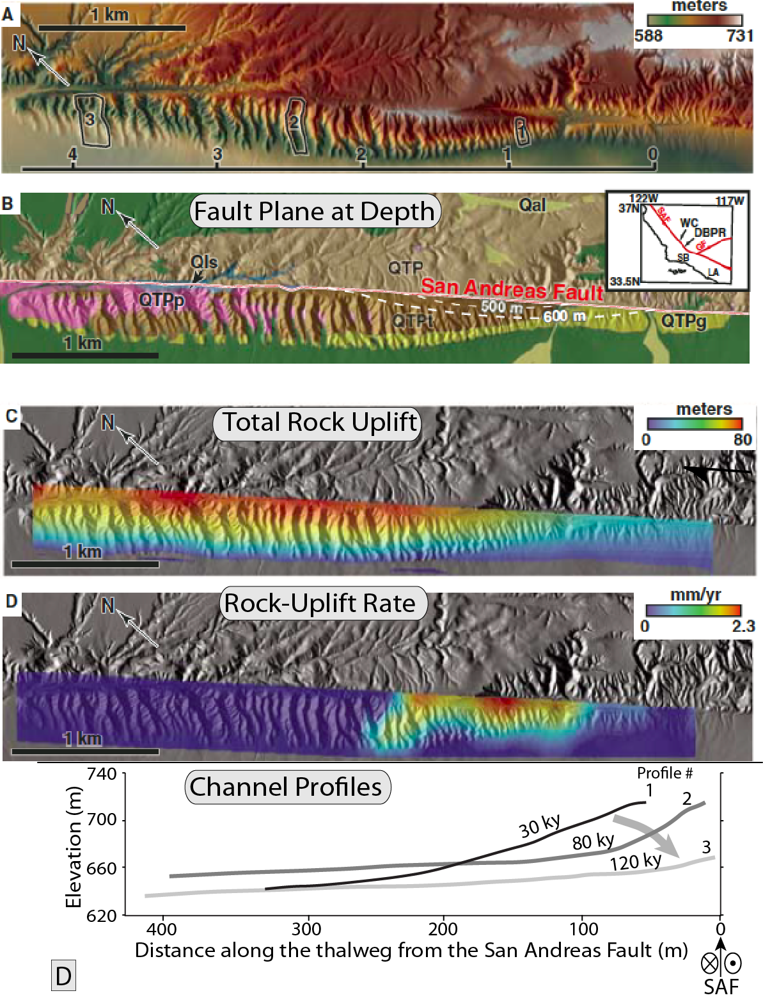 A
1 km
N
meters
588
731
3
2
1
4
3
2
1
0
B
N
Fault Plane at Depth
Qal
122W
117W
37N
SAF
WC
DBPR
GF
SB
LA
33.5N
Qls
QTP
San Andreas Fault
QTPp
500 m
600 m
QTPl
QTPg
1 km
C
N
Total Rock Uplift
meters
0
80
1 km
D
N
Rock-Uplift Rate
mm/yr
0
2.3
1 km
Channel Profiles
Profile #
1
2
3
30 ky
80 ky
120 ky
740
700
660
620
Elevation (m)
400
300
200
100
0
Distance along the thalweg from the San Andreas Fault (m)
D
SAF